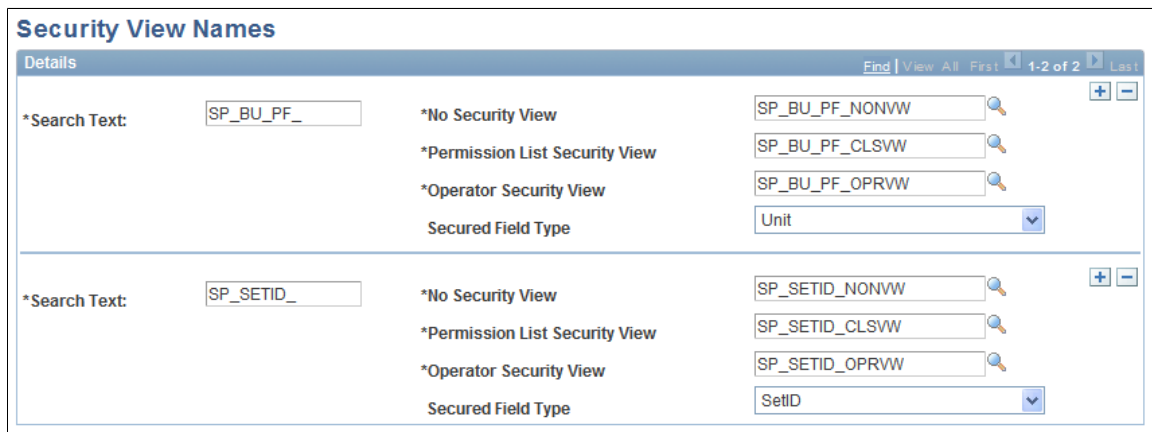 Security View Names
Details Find | View All First 1-2 of 2 Last
*Search Text: SP_BU_PF_ *No Security View SP_BU_PF_NONVW
*Permission List Security View SP_BU_PF_CLSVW
*Operator Security View SP_BU_PF_OPRVW
Secured Field Type Unit
*Search Text: SP_SETID_ *No Security View SP_SETID_NONVW
*Permission List Security View SP_SETID_CLSVW
*Operator Security View SP_SETID_OPRVW
Secured Field Type SetID